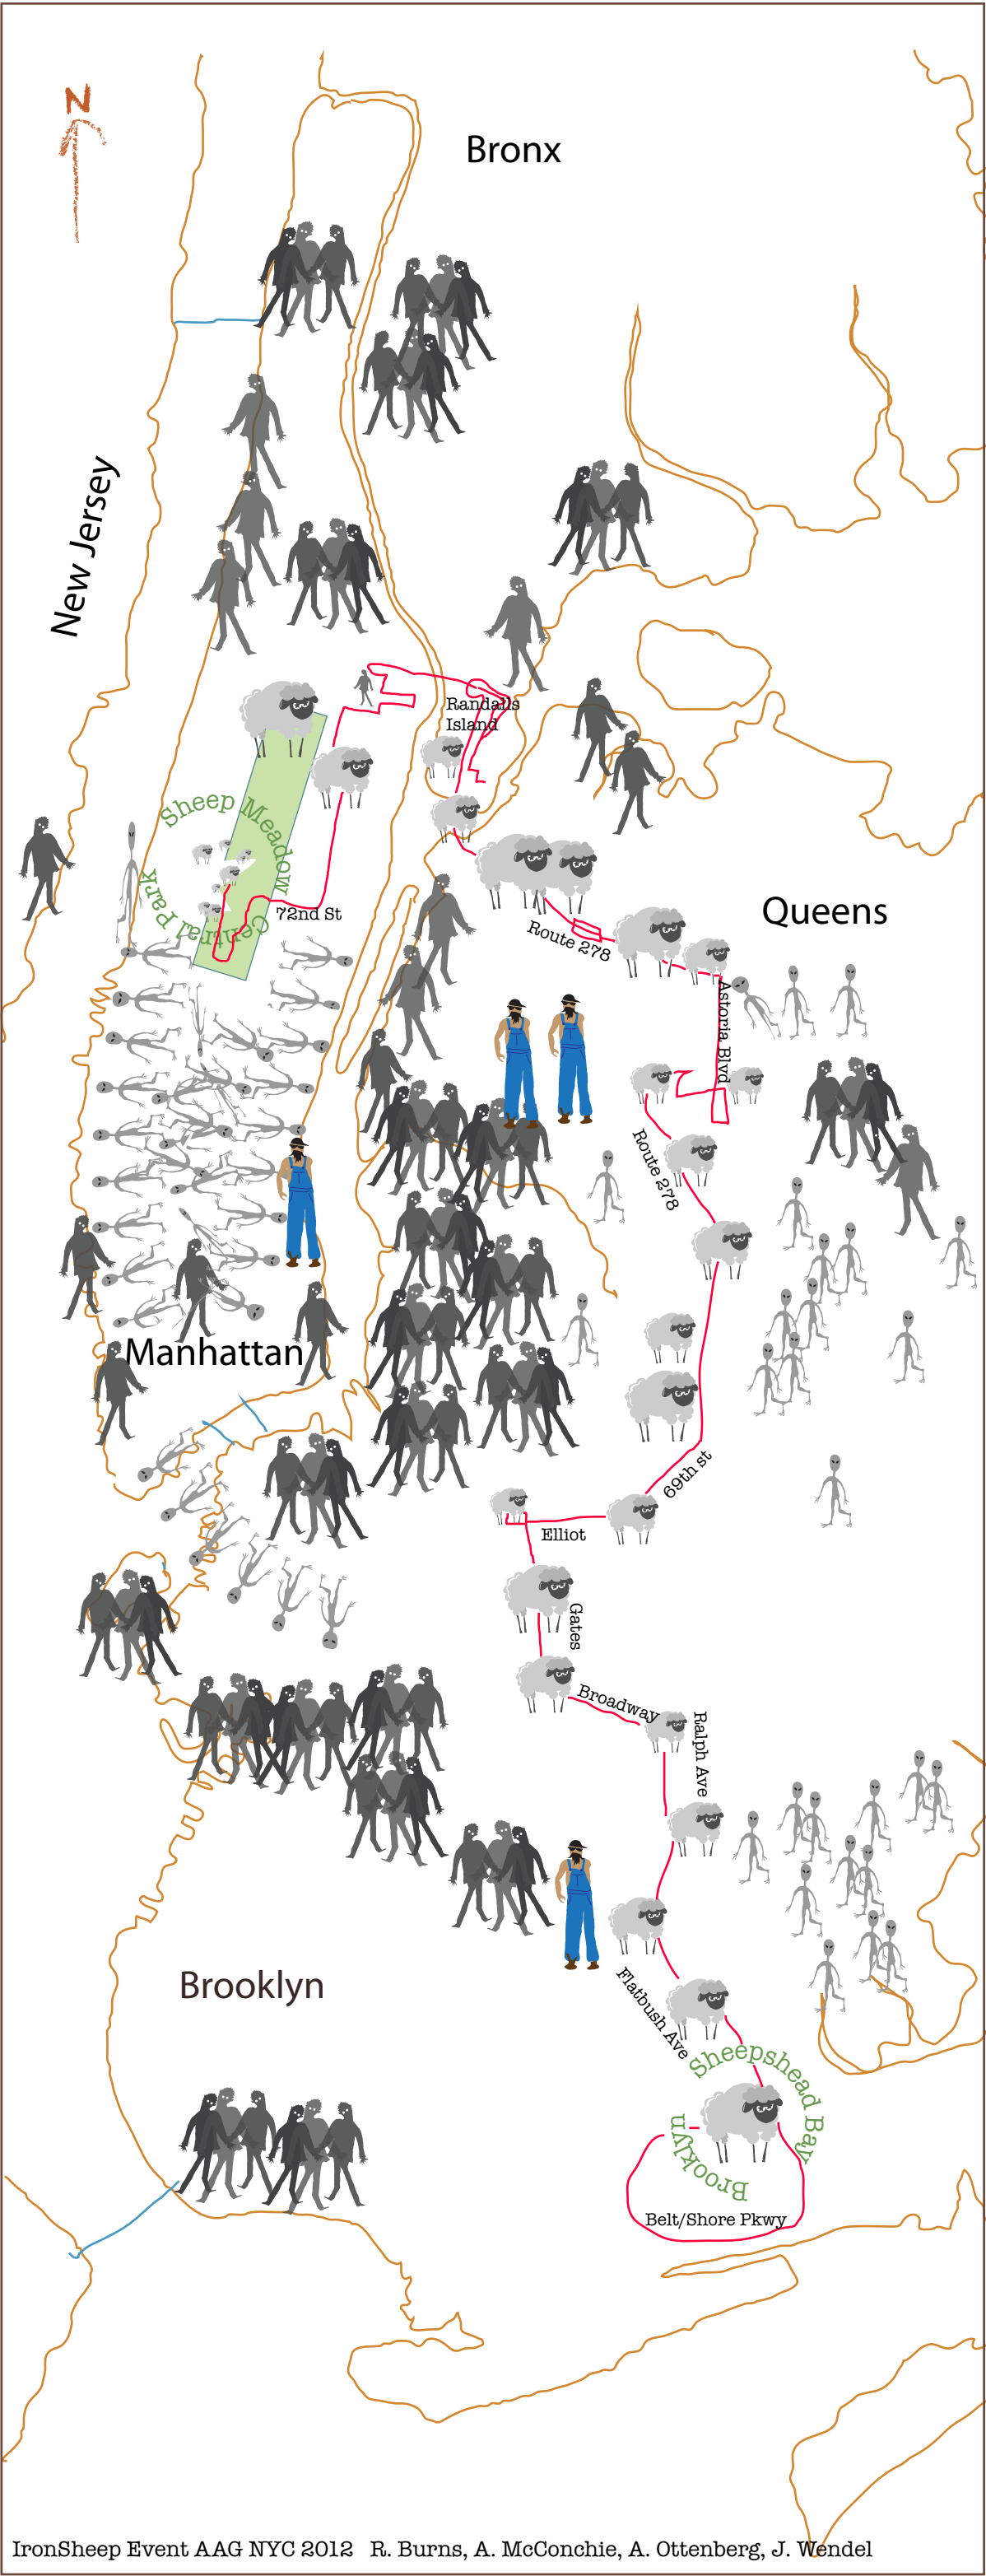 N
Bronx
New Jersey
Randalls
Island
Sheep Meadow
Central Park
72nd St
Queens
Route 278
Astoria Blvd
Route 278
Manhattan
69th st
Elliot
Gates
Broadway
Ralph Ave
Brooklyn
Flatbush Ave
Sheepshead Bay
Brooklyn
Belt/Shore Pkwy
IronSheep Event AAG NYC 2012 R. Burns, A. McConchie, A. Ottenberg, J. Wendel